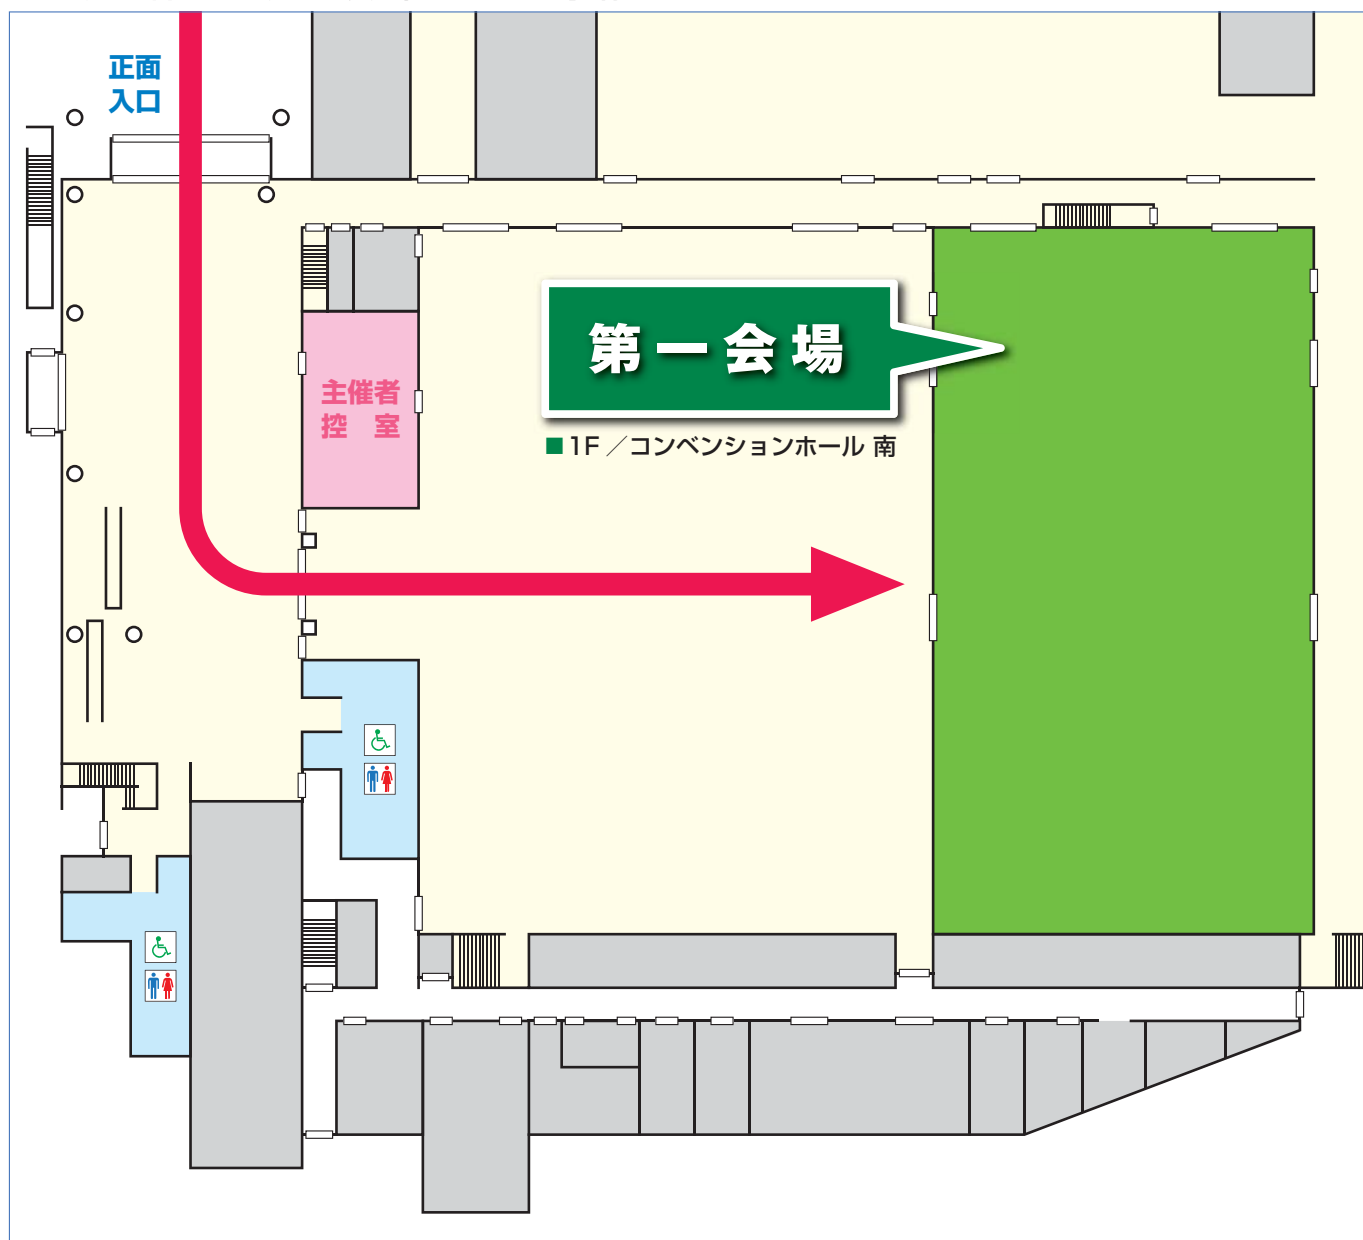 正面
入口
第一会場
主催者
控 室
■1F／コンベンションホール 南